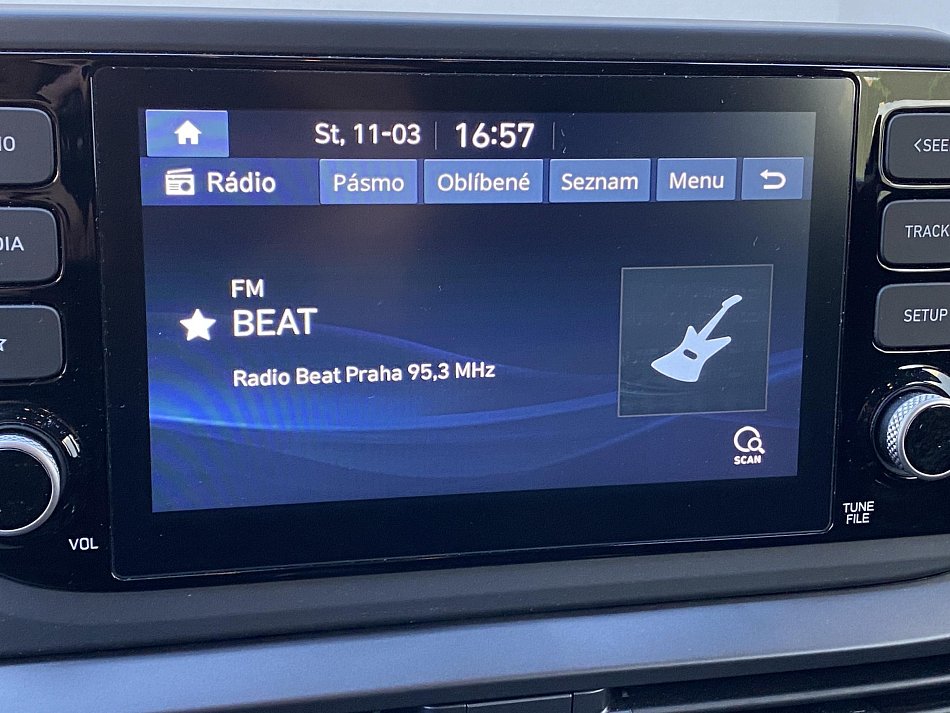 St, 11-03 16:57
Rádio Pásmo Oblíbené Seznam Menu
FM
BEAT
Radio Beat Praha 95,3 MHz
SCAN
VOL
TRACK
SETUP
TUNE
FILE